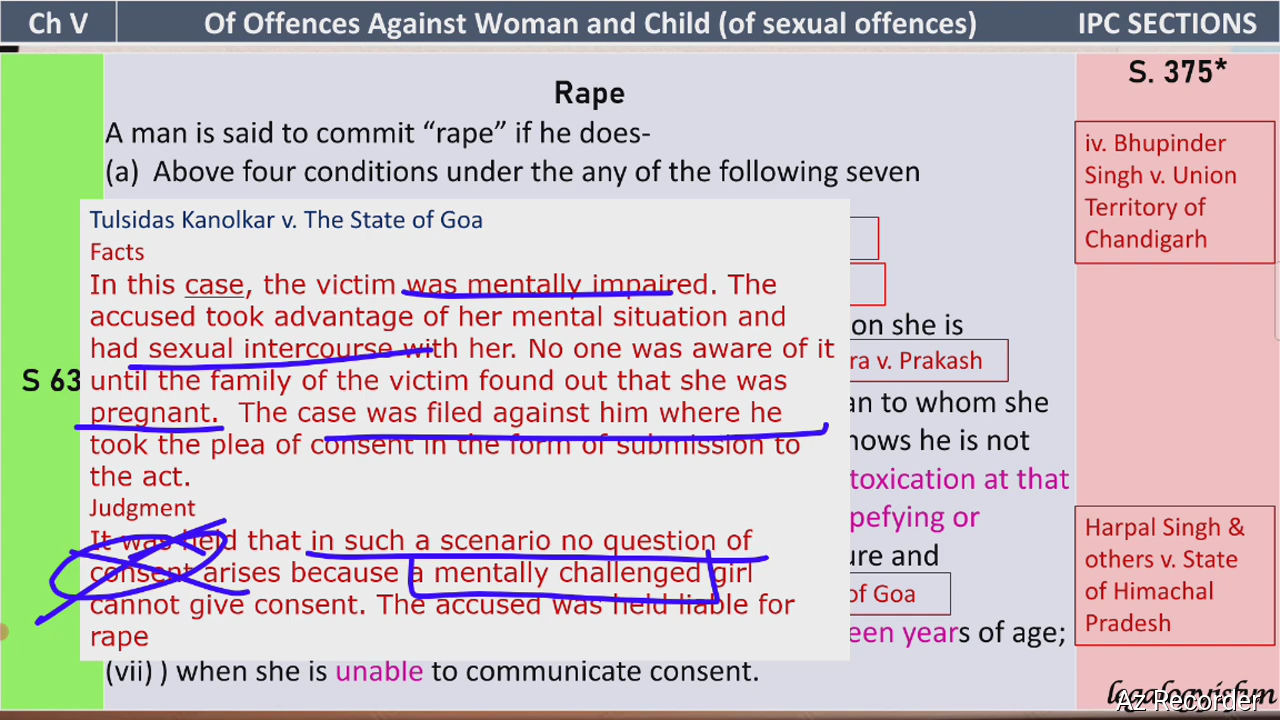 Ch V Of Offences Against Woman and Child (of sexual offences) IPC SECTIONS
S. 375*
Rape
A man is said to commit “rape” if he does-
(a) Above four conditions under the any of the following seven
iv. Bhupinder
Singh v. Union
Territory of
Chandigarh
Tulsidas Kanolkar v. The State of Goa
Facts
In this case, the victim was mentally impaired. The
accused took advantage of her mental situation and
had sexual intercourse with her. No one was aware of it
until the family of the victim found out that she was
pregnant. The case was filed against him where he
took the plea of consent in the form of submission to
the act.
Judgment
It was held that in such a scenario no question of
consent arises because a mentally challenged girl
cannot give consent. The accused was held liable for
rape
S 63
on she is
ra v. Prakash
an to whom she
nows he is not
toxication at that
pefying or
ure and
of Goa
een years of age;
(vii) ) when she is unable to communicate consent.
Harpal Singh &
others v. State
of Himachal
Pradesh
legalogyishm
Az Recorder